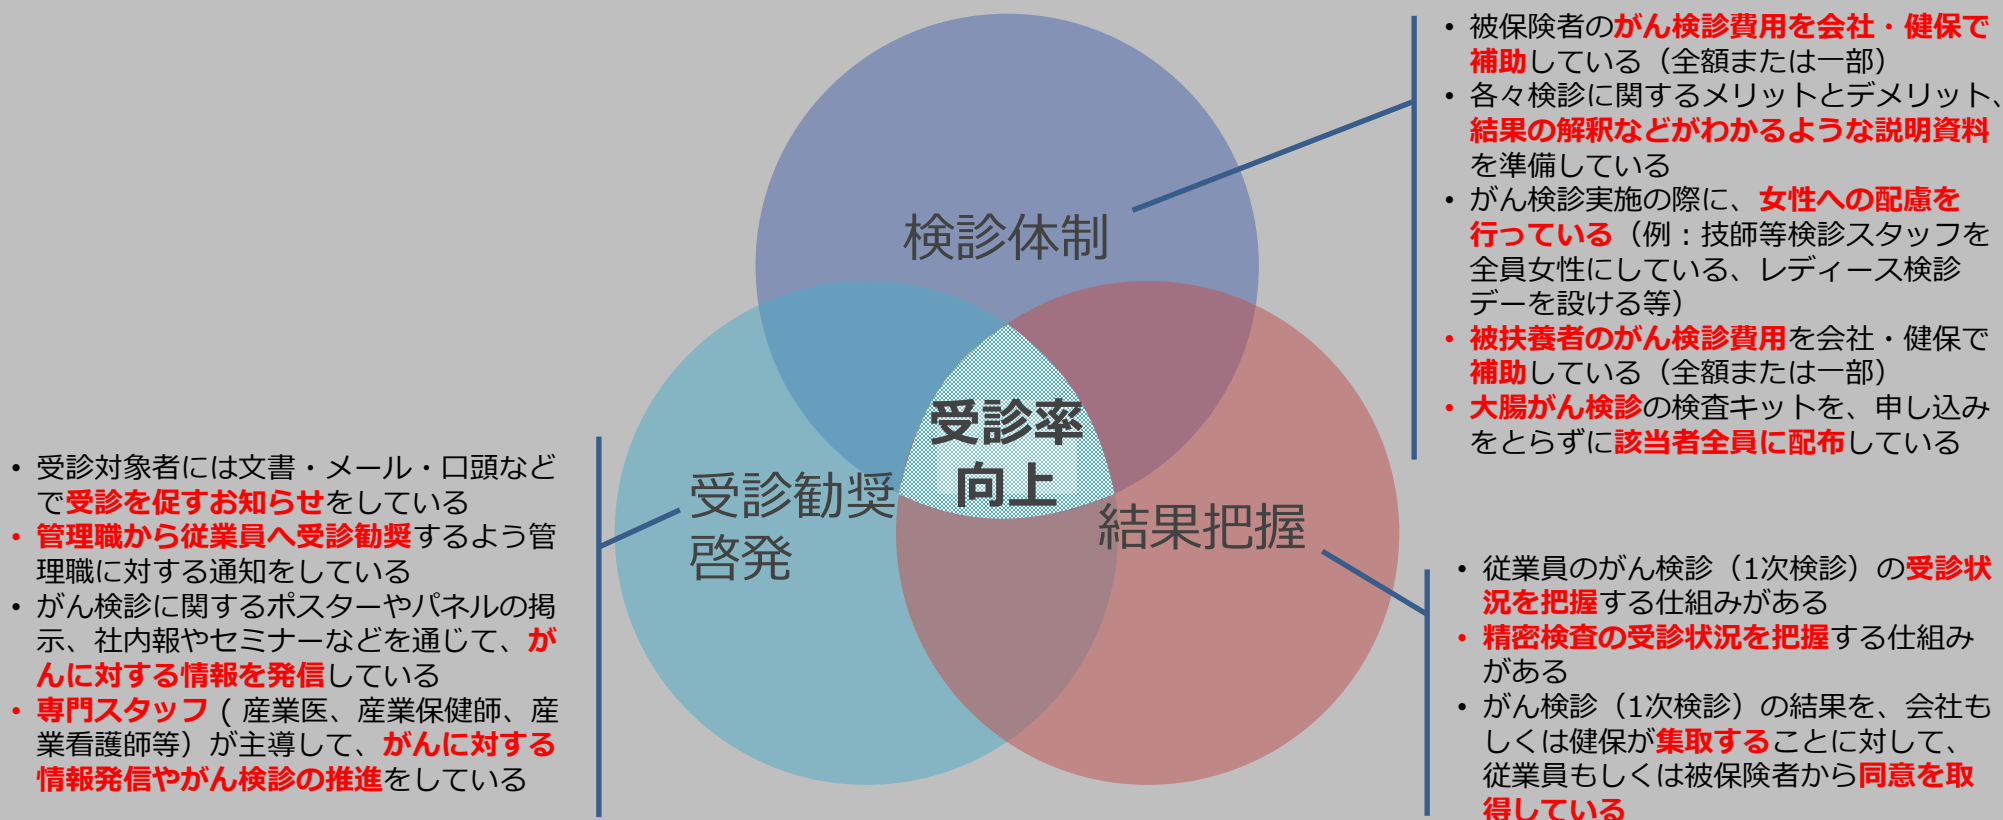 検診体制
受診率
向上
受診勧奨
啓発
結果把握
• 被保険者のがん検診費用を会社・健保で
補助している（全額または一部）
• 各々検診に関するメリットとデメリット、
結果の解釈などがわかるような説明資料
を準備している
• がん検診実施の際に、女性への配慮を
行っている（例：技師等検診スタッフを
全員女性にしている、レディース検診
デーを設ける等）
• 被扶養者のがん検診費用を会社・健保で
補助している（全額または一部）
• 大腸がん検診の検査キットを、申し込み
をとらずに該当者全員に配布している
• 受診対象者には文書・メール・口頭など
で受診を促すお知らせをしている
• 管理職から従業員へ受診勧奨するよう管
理職に対する通知をしている
• がん検診に関するポスターやパネルの掲
示、社内報やセミナーなどを通じて、が
んに対する情報を発信している
• 専門スタッフ（産業医、産業保健師、産
業看護師等）が主導して、がんに対する
情報発信やがん検診の推進をしている
• 従業員のがん検診（1次検診）の受診状
況を把握する仕組みがある
• 精密検査の受診状況を把握する仕組み
がある
• がん検診（1次検診）の結果を、会社も
しくは健保が集取することに対して、
従業員もしくは被保険者から同意を取
得している